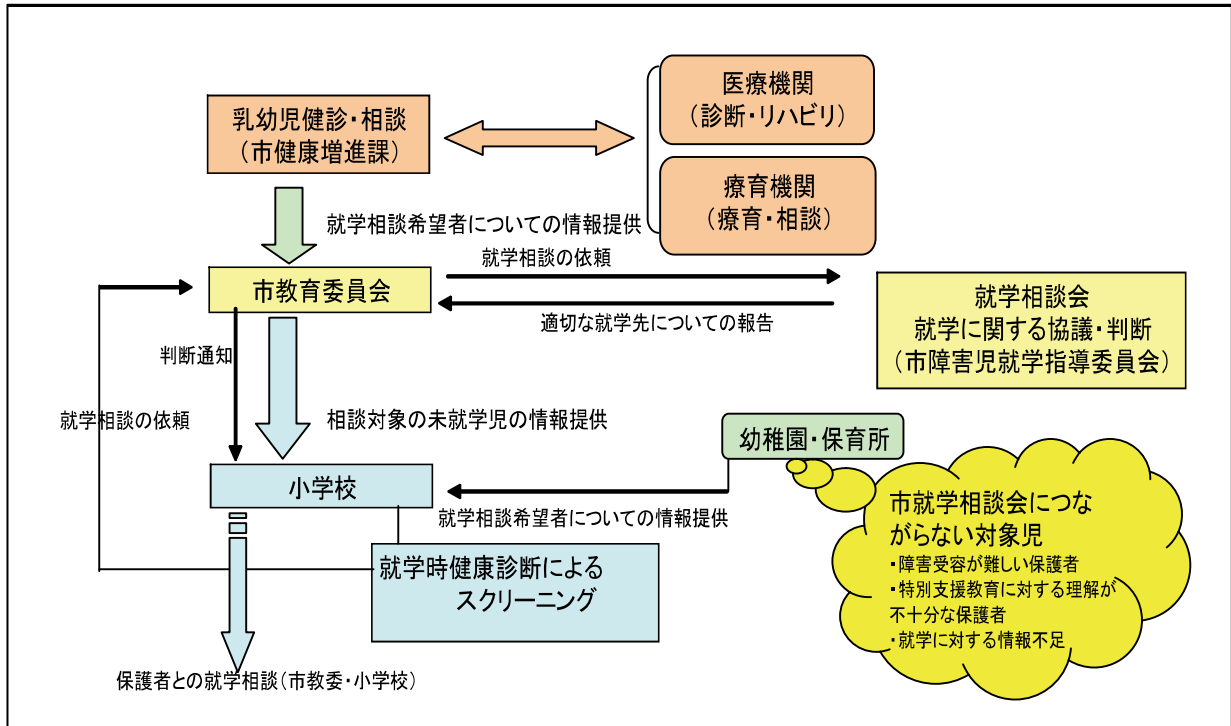 医療機関
（診断・リハビリ）
乳幼児健診・相談
（市健康増進課）
療育機関
（療育・相談）
就学相談希望者についての情報提供
就学相談の依頼
市教育委員会
適切な就学先についての報告
就学相談会
就学に関する協議・判断
（市障害児就学指導委員会）
判断通知
就学相談の依頼
相談対象の未就学児の情報提供
幼稚園・保育所
小学校
就学相談希望者についての情報提供
市就学相談会につな
がらない対象児
・障害受容が難しい保護者
・特別支援教育に対する理解が
不十分な保護者
・就学に対する情報不足
就学時健康診断による
スクリーニング
保護者との就学相談（市教委・小学校）